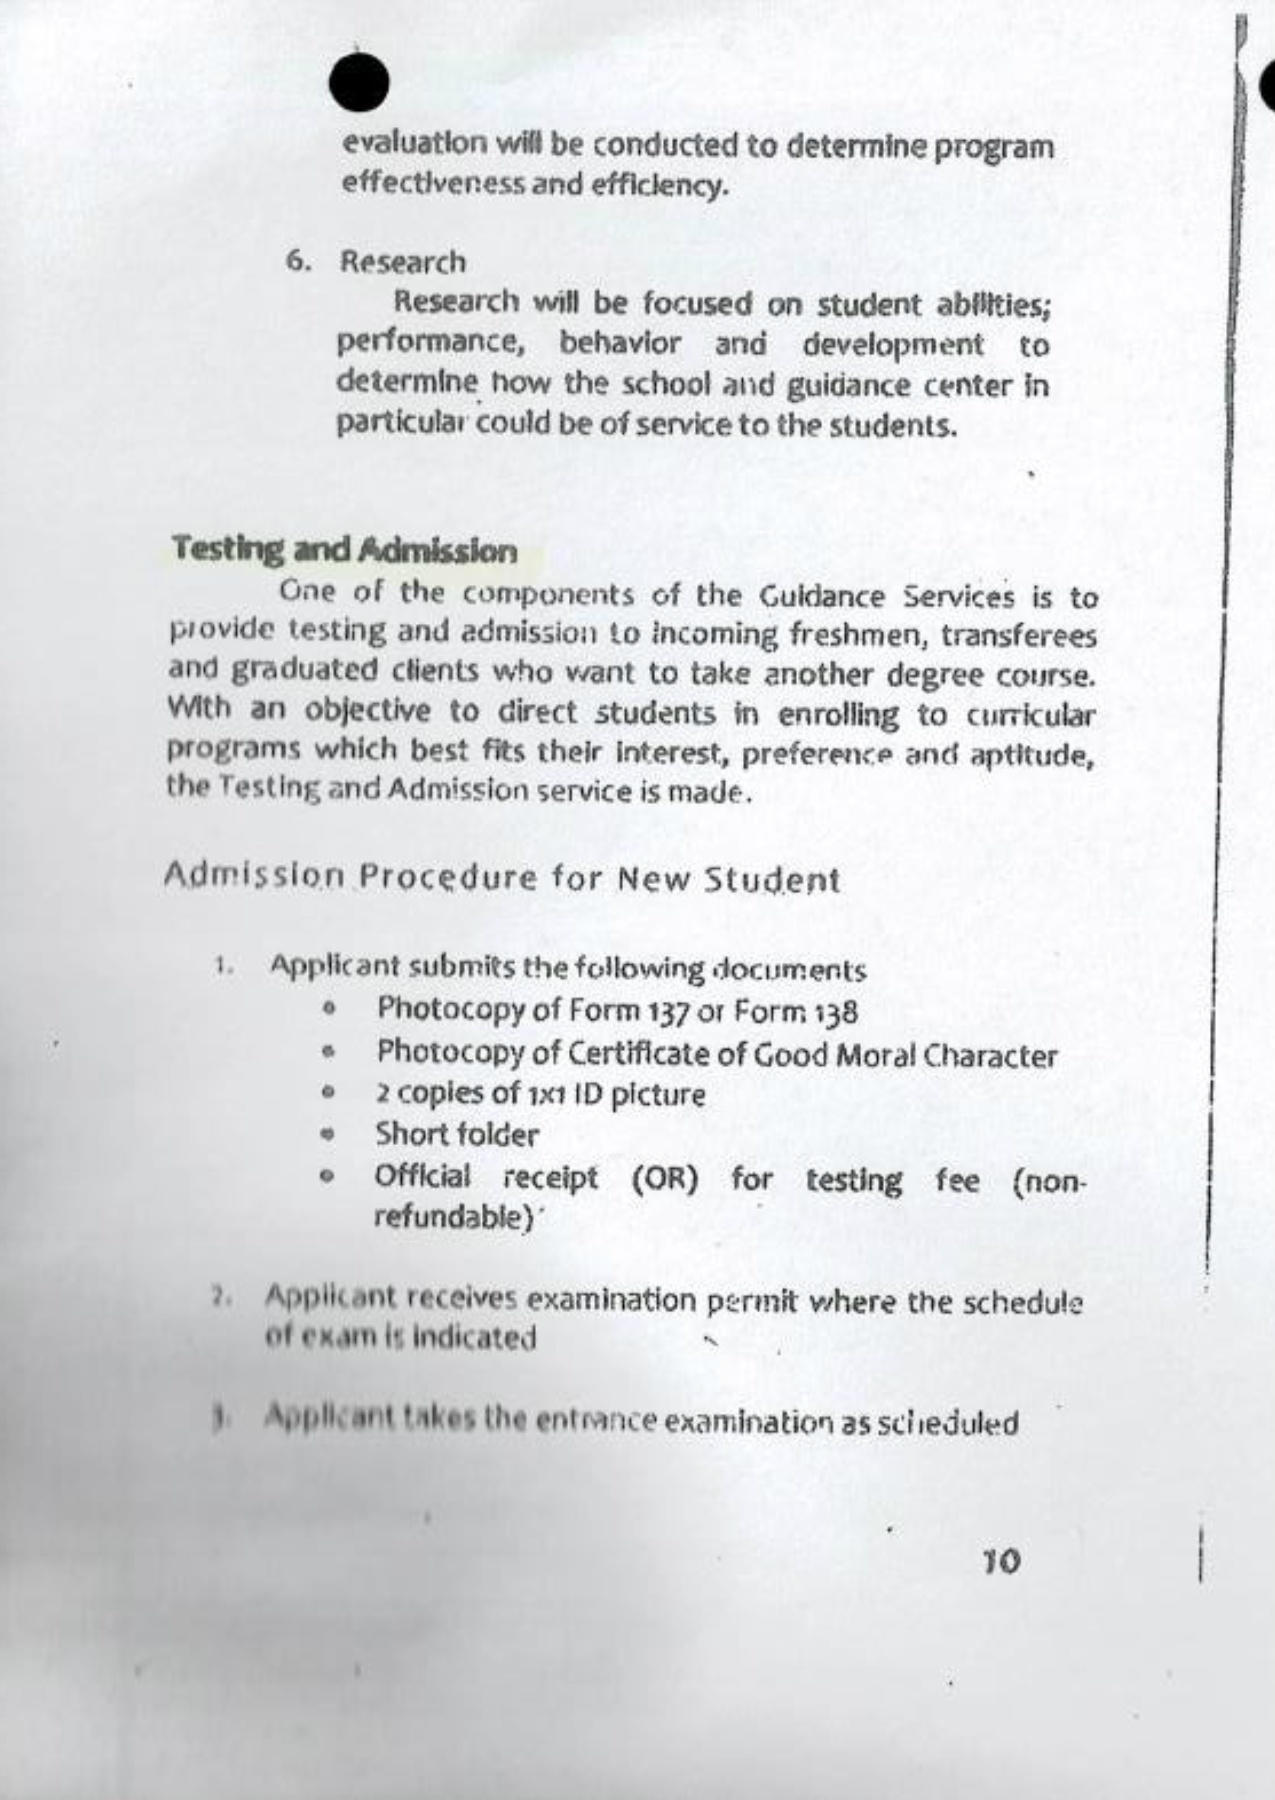 evaluation will be conducted to determine program
effectiveness and efficiency.
6. Research
Research will be focused on student abilities;
performance, behavior and development to
determine how the school and guidance center in
particular could be of service to the students.
Testing and Admission
One of the components of the Guidance Services is to
provide testing and admission to incoming freshmen, transferees
and graduated clients who want to take another degree course.
With an objective to direct students in enrolling to curricular
programs which best fits their interest, preference and aptitude,
the Testing and Admission service is made.
Admission Procedure for New Student
1. Applicant submits the following documents
• Photocopy of Form 137 or Form 138
• Photocopy of Certificate of Good Moral Character
• 2 copies of 1x1 ID picture
• Short folder
• Official receipt (OR) for testing fee (non-
refundable)
2. Applicant receives examination permit where the schedule
of exam is indicated
3. Applicant takes the entrance examination as scheduled
10